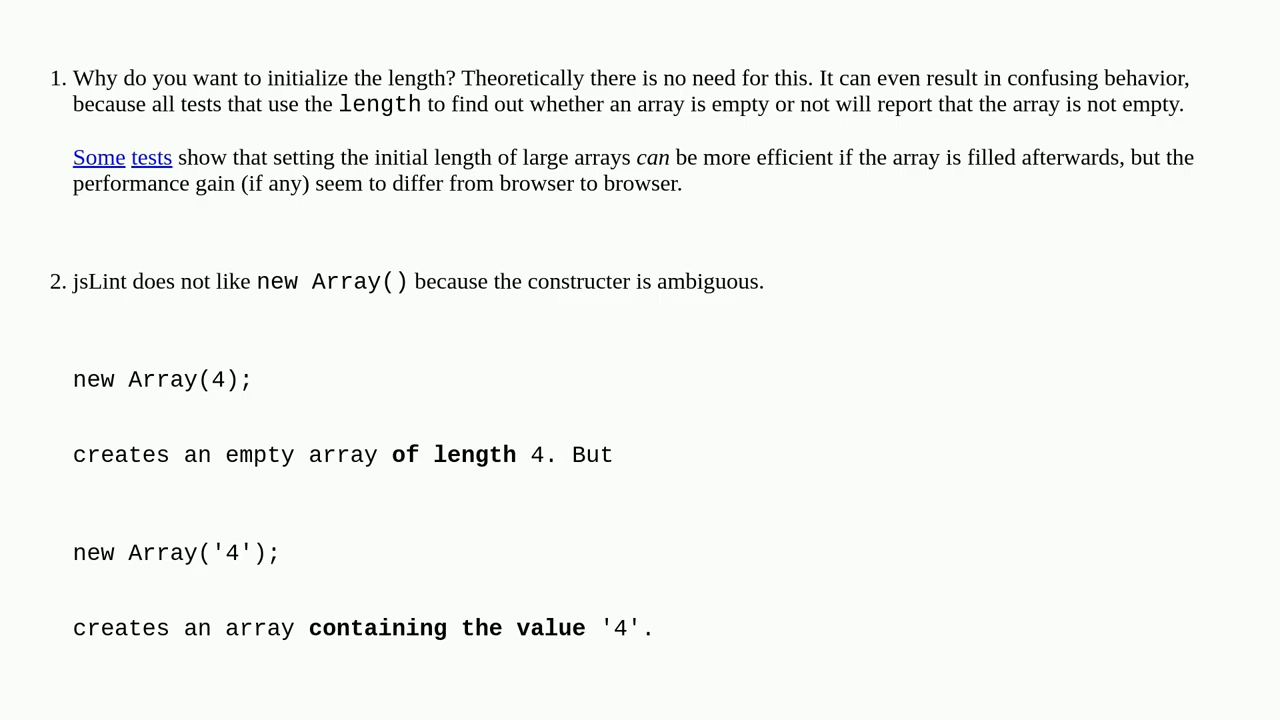 1. Why do you want to initialize the length? Theoretically there is no need for this. It can even result in confusing behavior,
because all tests that use the length to find out whether an array is empty or not will report that the array is not empty.
Some tests show that setting the initial length of large arrays can be more efficient if the array is filled afterwards, but the
performance gain (if any) seem to differ from browser to browser.
2. jsLint does not like new Array() because the constructer is ambiguous.
new Array(4);
creates an empty array of length 4. But
new Array('4');
creates an array containing the value '4'.